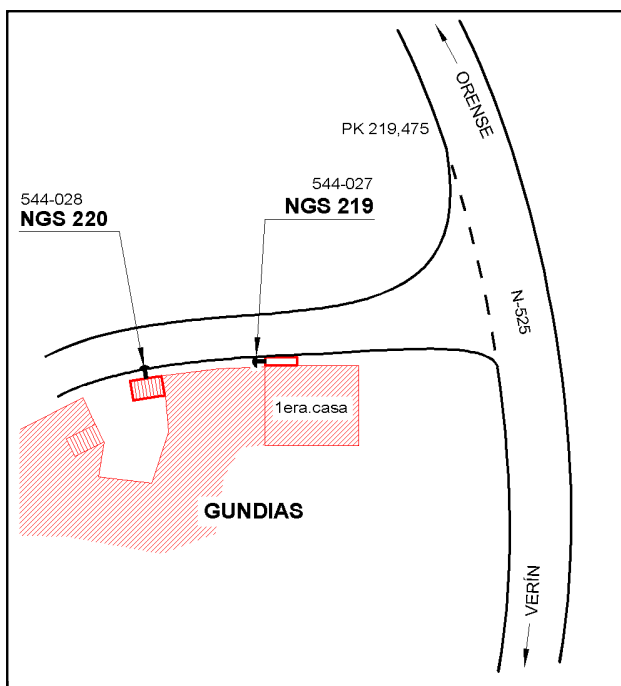 ORENSE
PK 219,475
544-027
NGS 219
544-028
NGS 220
N-525
1era.casa
GUNDIAS
VERÍN